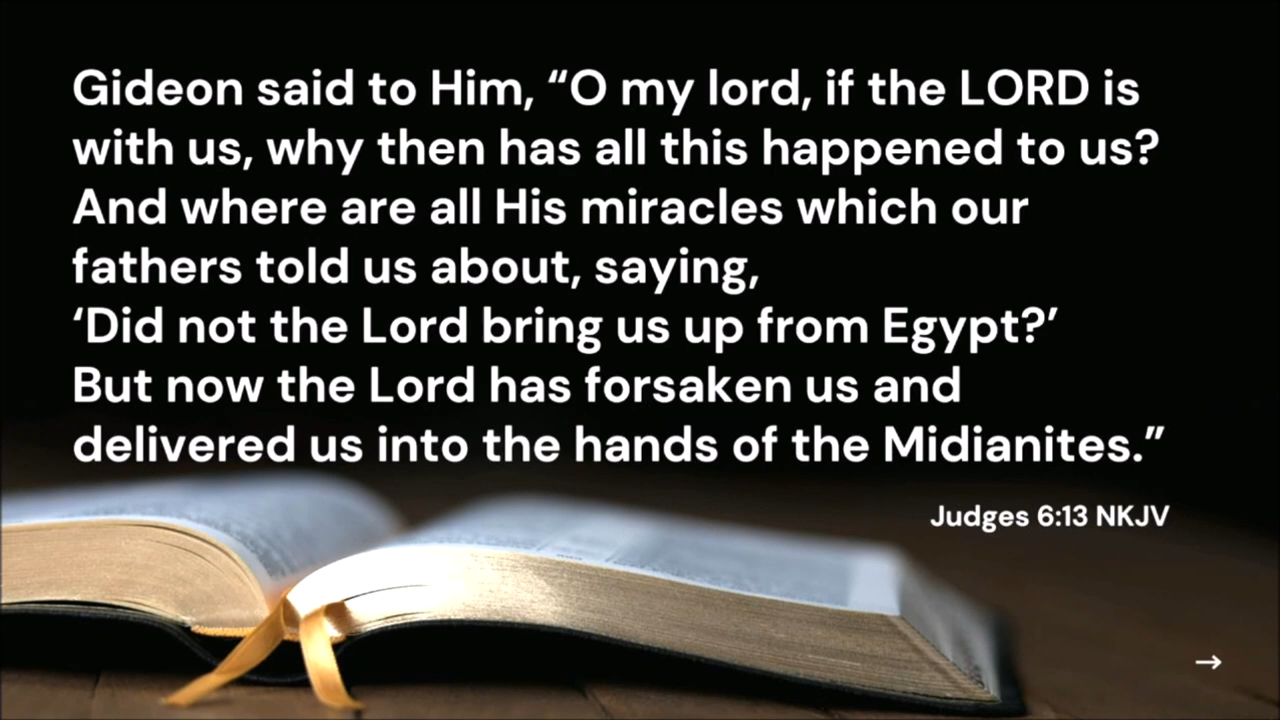 Gideon said to Him, “O my lord, if the LORD is
with us, why then has all this happened to us?
And where are all His miracles which our
fathers told us about, saying,
‘Did not the Lord bring us up from Egypt?’
But now the Lord has forsaken us and
delivered us into the hands of the Midianites.”
Judges 6:13 NKJV
→